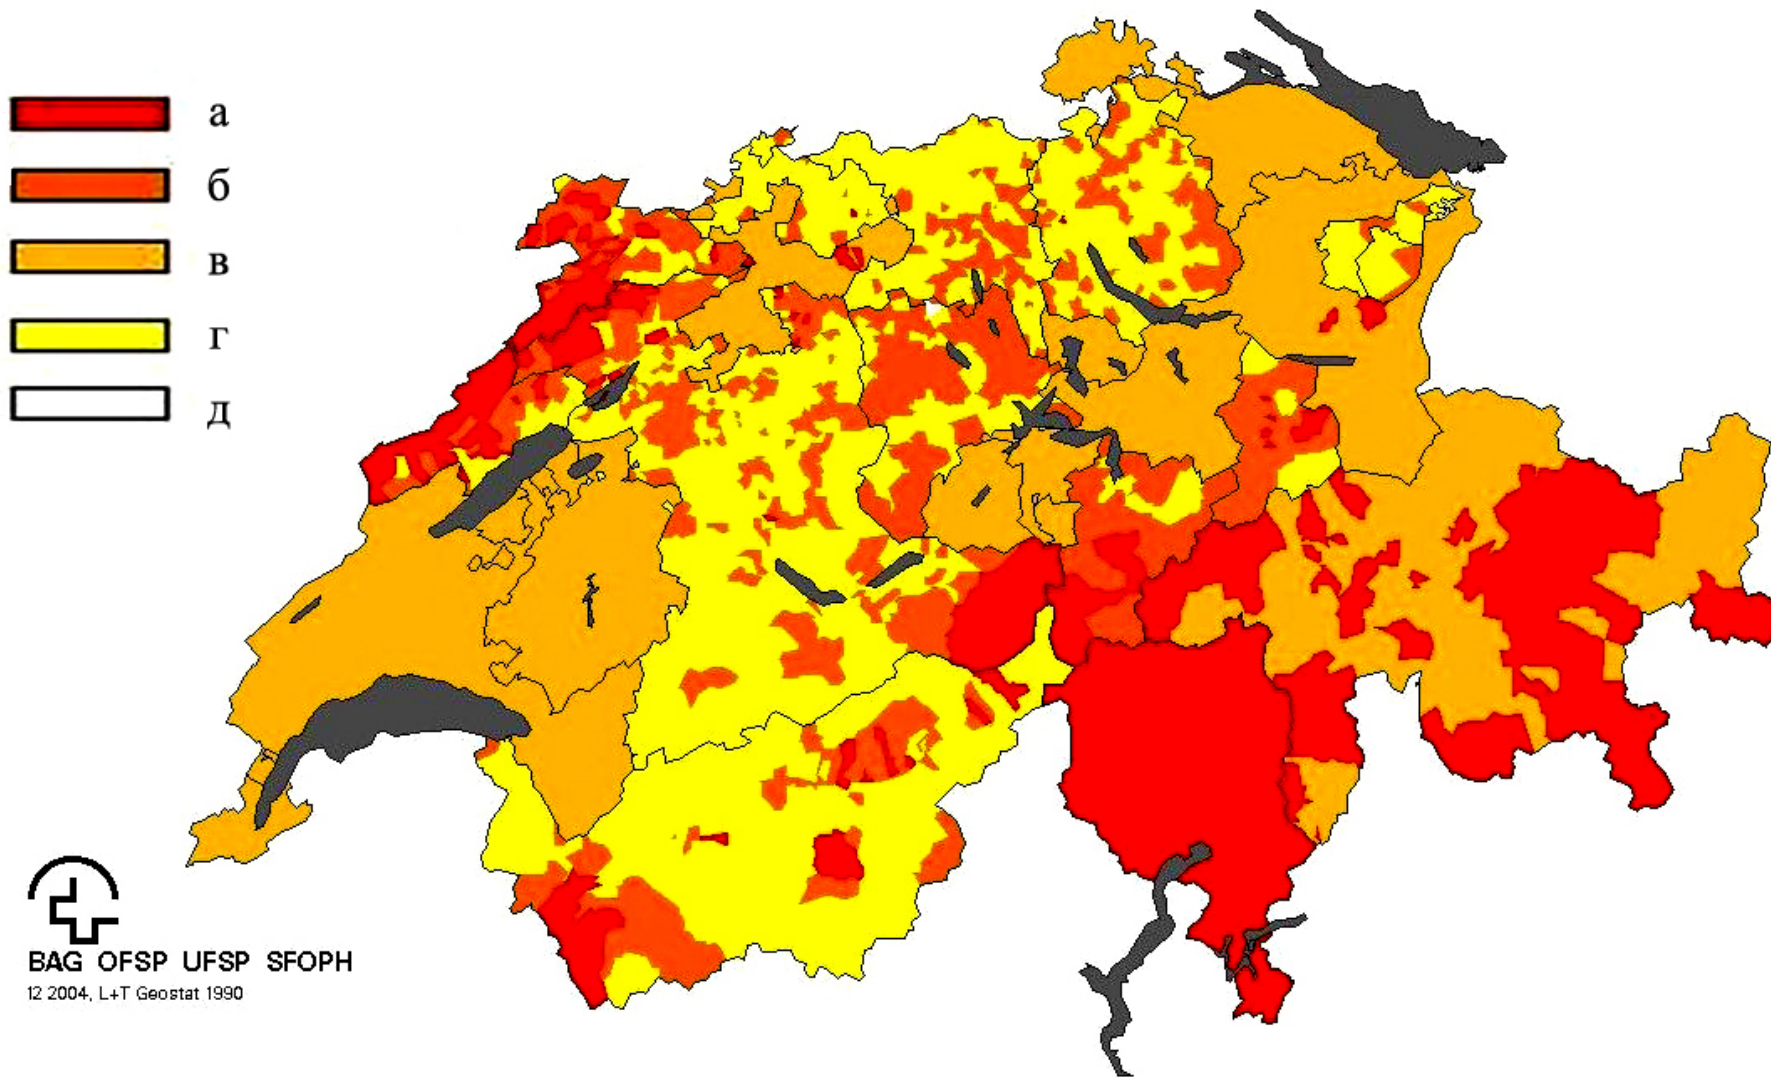 а
б
в
г
д
BAG OFSP UFSP SFOPH
12 2004, L+T Geostat 1990